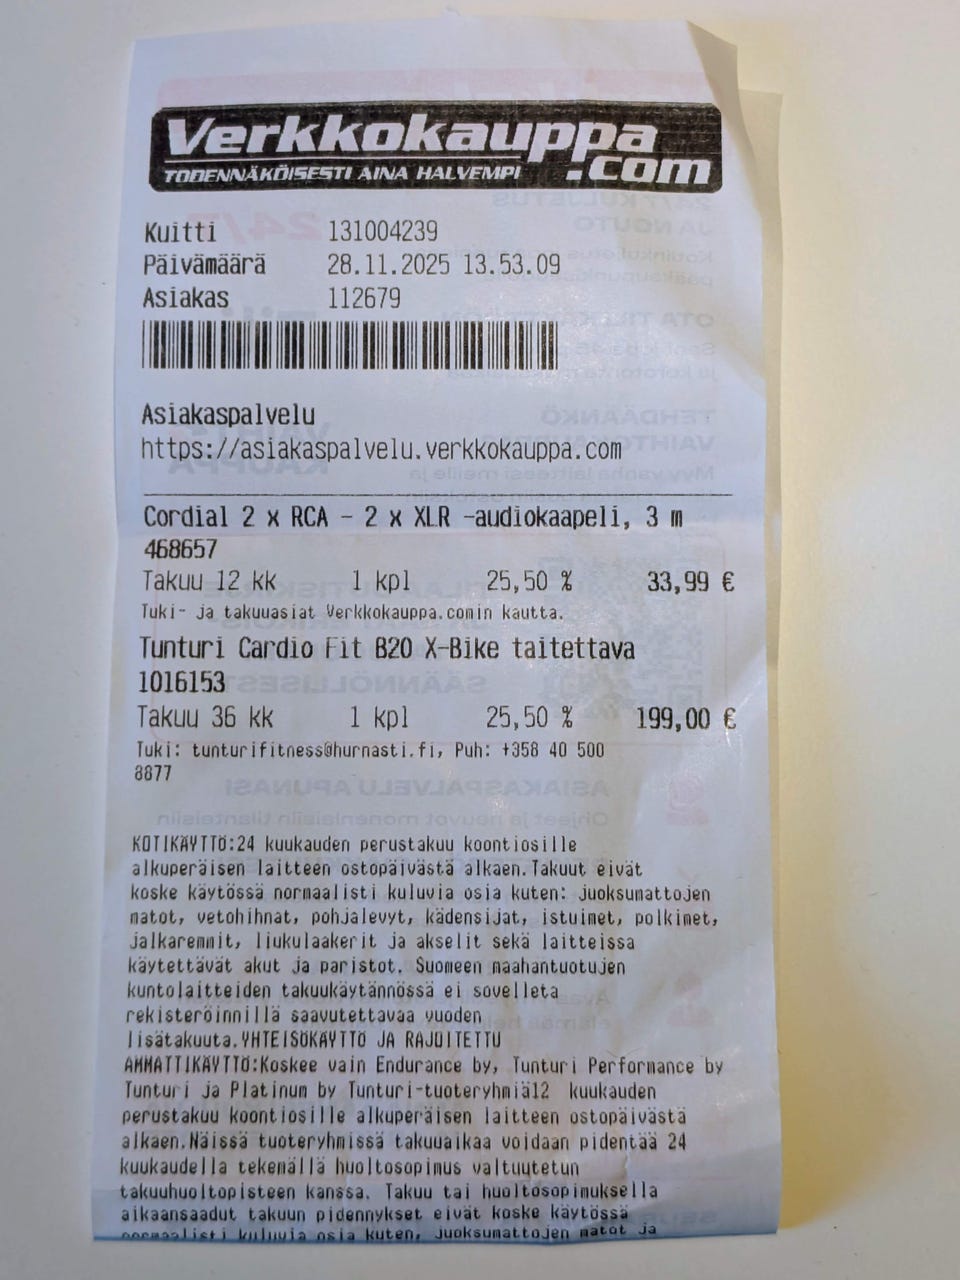 Verkkokauppa
.com
TODENNÄKÖISESTI AINA HALVEMPI
Kuitti 131004239
Päivämäärä 28.11.2025 13.53.09
Asiakas 112679
Asiakaspalvelu
https://asiakaspalvelu.verkkokauppa.com
Cordial 2 x RCA - 2 x XLR -audiokaapeli, 3 m
468657
Takuu 12 kk 1 kpl 25,50 % 33,99 €
Tuki- ja takuuasiat Verkkokauppa.comin kautta.
Tunturi Cardio Fit B20 X-Bike taitettava
1016153
Takuu 36 kk 1 kpl 25,50 % 199,00 €
Tuki: tunturifitness@hurnasti.fi, Puh: +358 40 500
8877
KOTIKÄYTTÖ:24 kuukauden perustakuu koontiosille
alkuperäisen laitteen ostopäivästä alkaen.Takuut eivät
koske käytössä normaalisti kuluvia osia kuten: juoksumattojen
matot, vetohihnat, pohjalevyt, kädensijat, istuimet, polkimet,
jalkaremmit, liukulaakerit ja akselit sekä laitteissa
käytettävät akut ja paristot. Suomeen maahantuotujen
kuntolaitteiden takuukäytännössä ei sovelleta
rekisteröinnillä saavutettavaa vuoden
lisätakuuta.YHTEISÖKÄYTTÖ JA RAJOITETTU
AMMATTIKÄYTTÖ:Koskee vain Endurance by, Tunturi Performance by
Tunturi ja Platinum by Tunturi-tuoteryhmiä12 kuukauden
perustakuu koontiosille alkuperäisen laitteen ostopäivästä
alkaen.Näissä tuoteryhmissä takuuaikaa voidaan pidentää 24
kuukaudella tekemällä huoltosopimus valtuutetun
takuuhuoltopisteen kanssa. Takuu tai huoltosopimuksella
aikaansaadut takuun pidennykset eivät koske käytössä
normaalisti kuluvia osia kuten, juoksumattojen matot ja